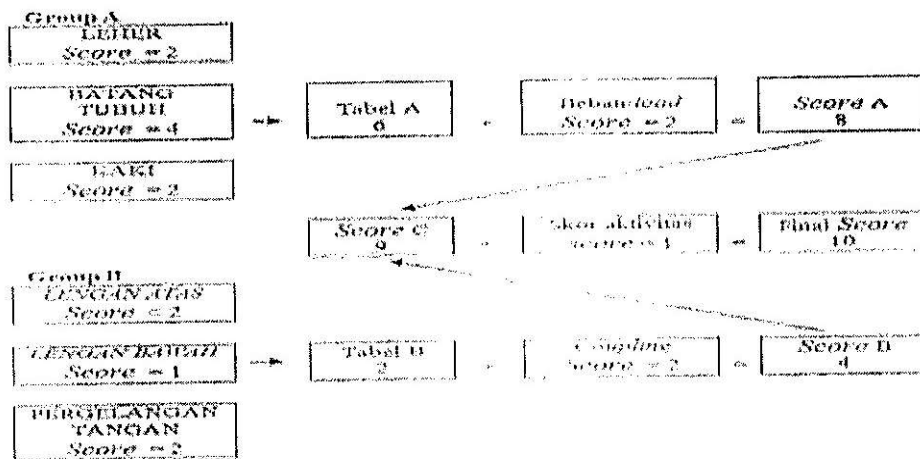 Group A
LEHER
Score = 2
BATANG
TUBUH
Score = 4
Tabel A
6
Beban/load
Score = 2
=
Score A
8
KAKI
Score = 2
Score C
9
Skor aktivitas
score = 1
=
Final Score
10
Group B
LENGAN ATAS
Score = 2
LENGAN BAWAH
Score = 1
Tabel B
2
Coupling
Score = 2
=
Score B
4
PERGELANGAN
TANGAN
Score = 2